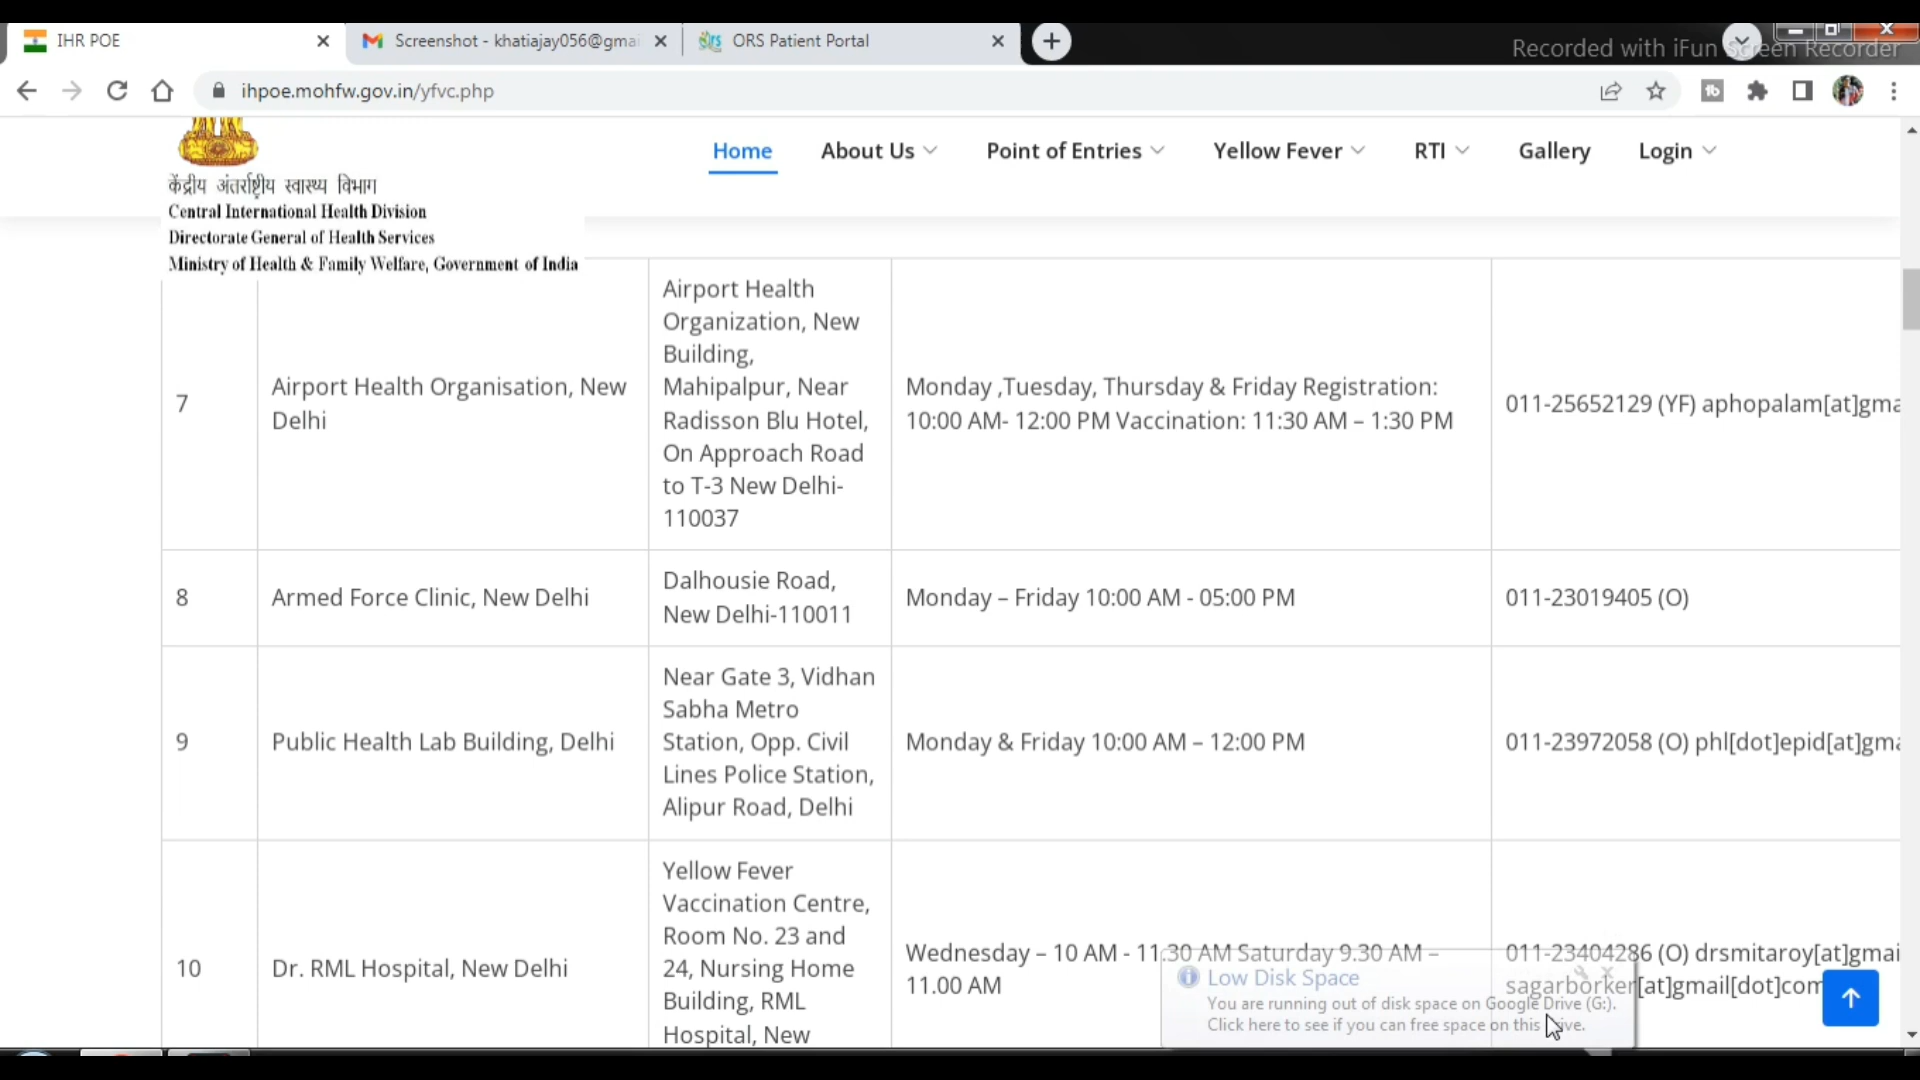 IHR POE
Screenshot - khatiajay056@gmai
ORS Patient Portal
Recorded with iFun Screen Recorder
ihpoe.mohfw.gov.in/yfvc.php
Home
About Us
Point of Entries
Yellow Fever
RTI
Gallery
Login
केंद्रीय अंतर्राष्ट्रीय स्वास्थ्य विभाग
Central International Health Division
Directorate General of Health Services
Ministry of Health & Family Welfare, Government of India
7
Airport Health Organisation, New
Delhi
Airport Health
Organization, New
Building,
Mahipalpur, Near
Radisson Blu Hotel,
On Approach Road
to T-3 New Delhi-
110037
Monday ,Tuesday, Thursday & Friday Registration:
10:00 AM- 12:00 PM Vaccination: 11:30 AM – 1:30 PM
011-25652129 (YF) aphopalam[at]gma
8
Armed Force Clinic, New Delhi
Dalhousie Road,
New Delhi-110011
Monday – Friday 10:00 AM - 05:00 PM
011-23019405 (O)
9
Public Health Lab Building, Delhi
Near Gate 3, Vidhan
Sabha Metro
Station, Opp. Civil
Lines Police Station,
Alipur Road, Delhi
Monday & Friday 10:00 AM – 12:00 PM
011-23972058 (O) phl[dot]epid[at]gma
10
Dr. RML Hospital, New Delhi
Yellow Fever
Vaccination Centre,
Room No. 23 and
24, Nursing Home
Building, RML
Hospital, New
Wednesday – 10 AM - 11.30 AM Saturday 9.30 AM –
11.00 AM
011-23404286 (O) drsmitaroy[at]gmai
sagarborker[at]gmail[dot]com
Low Disk Space
You are running out of disk space on Google Drive (G:).
Click here to see if you can free space on this drive.